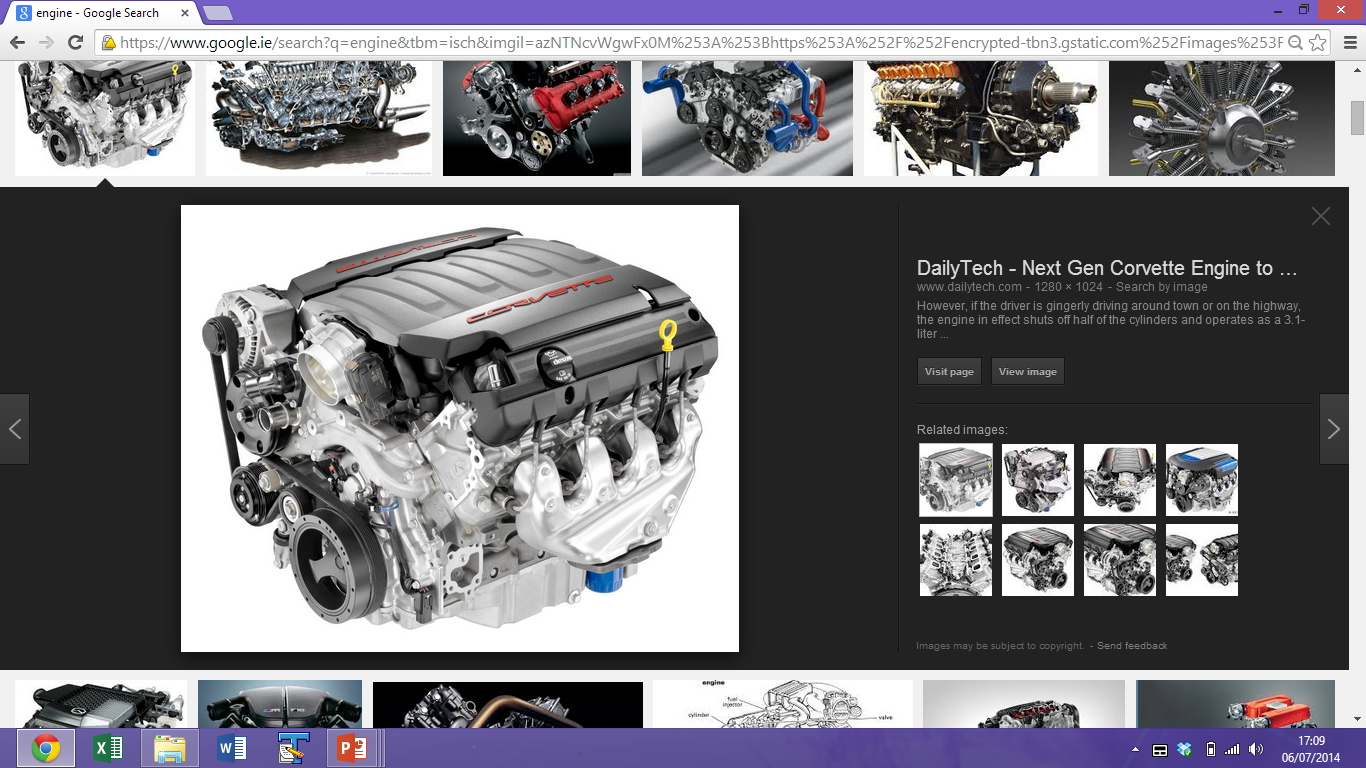 engine - Google Search
https://www.google.ie/search?q=engine&tbm=isch&imgil=azNTNcvWgwFx0M%253A%253Bhttps%253A%252F%252Fencrypted-tbn3.gstatic.com%252Fimages%253F
CORVETTE
DailyTech - Next Gen Corvette Engine to ...
www.dailytech.com - 1280 × 1024 - Search by image
However, if the driver is gingerly driving around town or on the highway,
the engine in effect shuts off half of the cylinders and operates as a 3.1-
liter ...
Visit page
View image
Related images:
Images may be subject to copyright. - Send feedback
engine
fuel
injector
cylinder
valve
17:09
06/07/2014